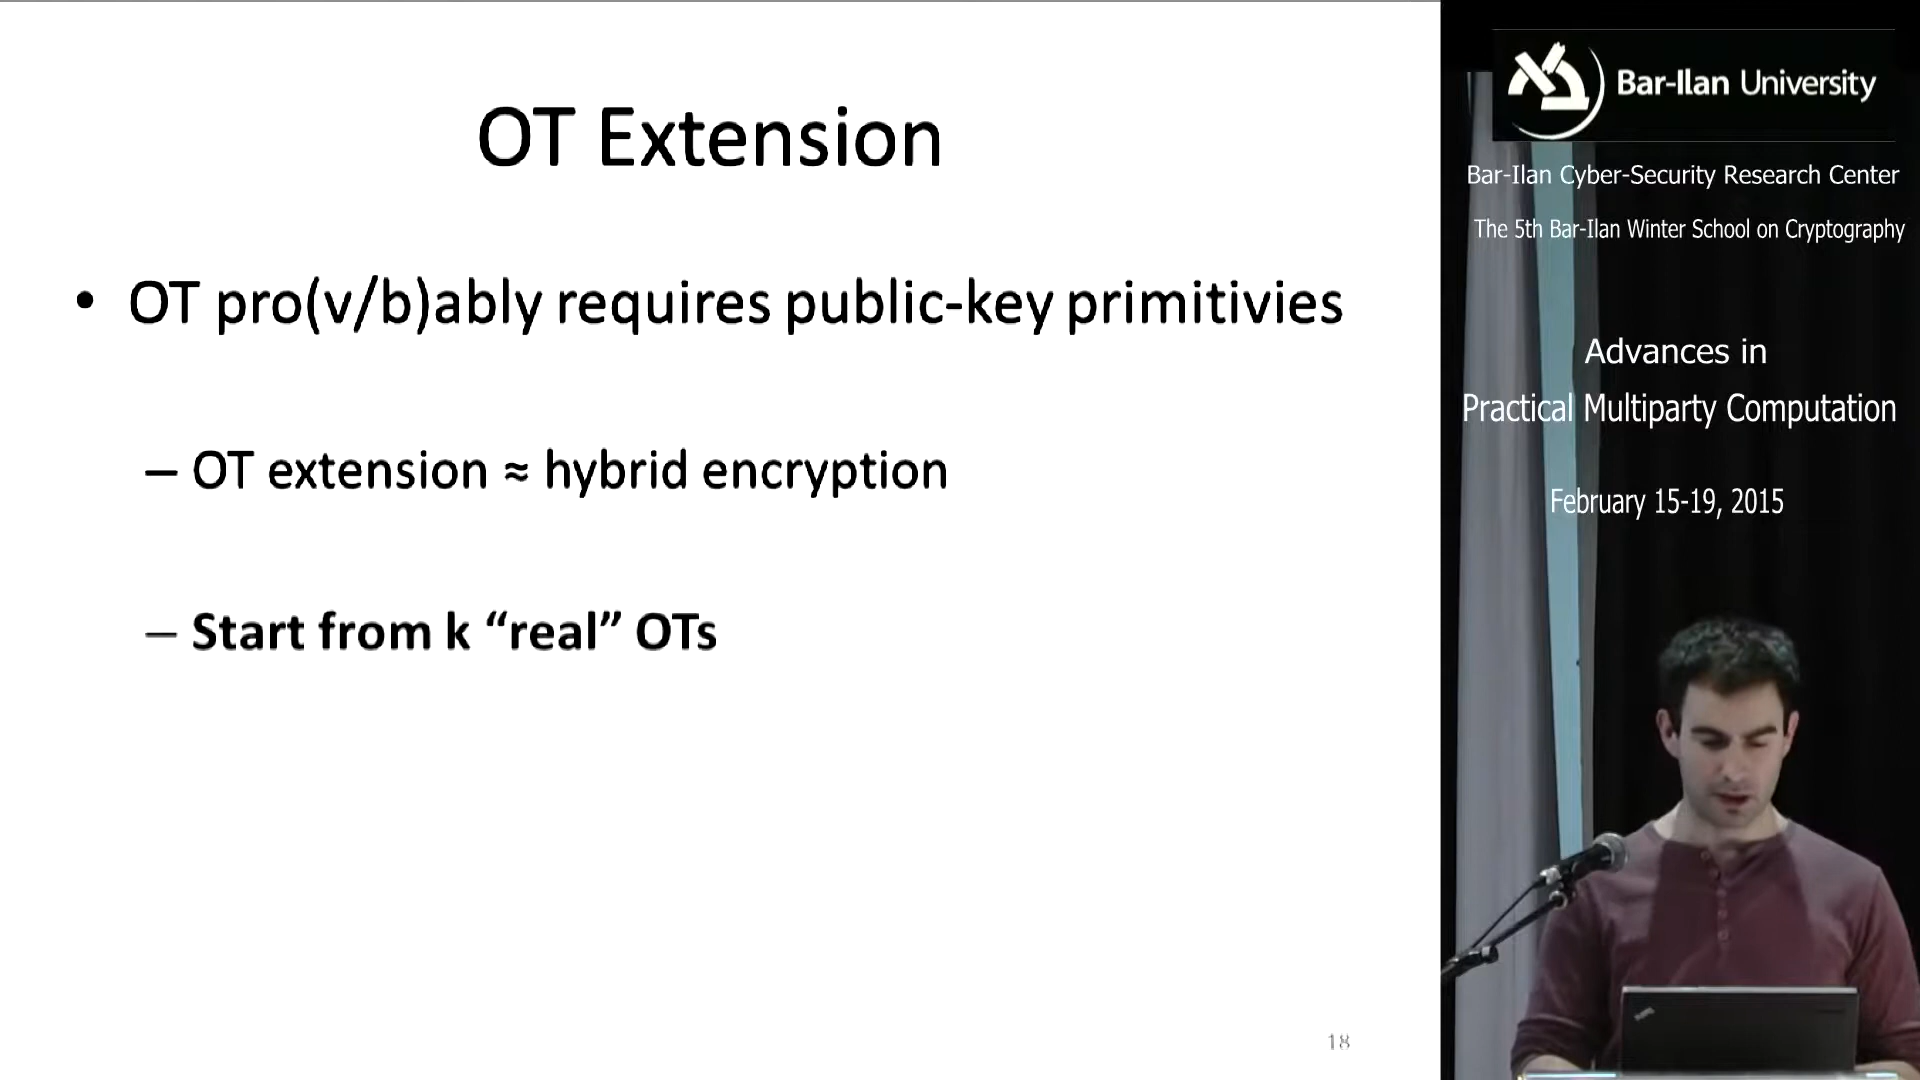 OT Extension
• OT pro(v/b)ably requires public-key primitivies
– OT extension ≈ hybrid encryption
– Start from k “real” OTs
18
Bar-Ilan University
Bar-Ilan Cyber-Security Research Center
The 5th Bar-Ilan Winter School on Cryptography
Advances in
Practical Multiparty Computation
February 15-19, 2015